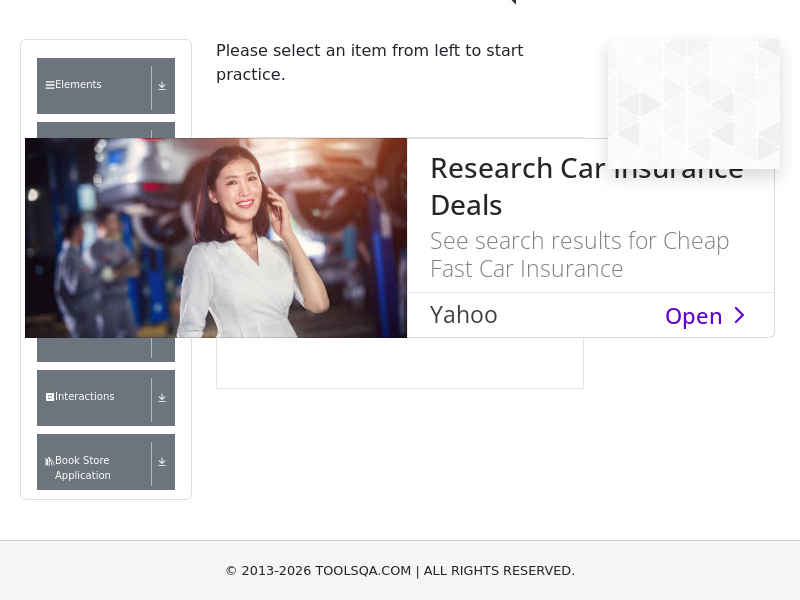 Please select an item from left to start
practice.
Elements
Research Car Insurance
Deals
See search results for Cheap
Fast Car Insurance
Yahoo
Open
Interactions
Book Store
Application
© 2013-2026 TOOLSQA.COM | ALL RIGHTS RESERVED.